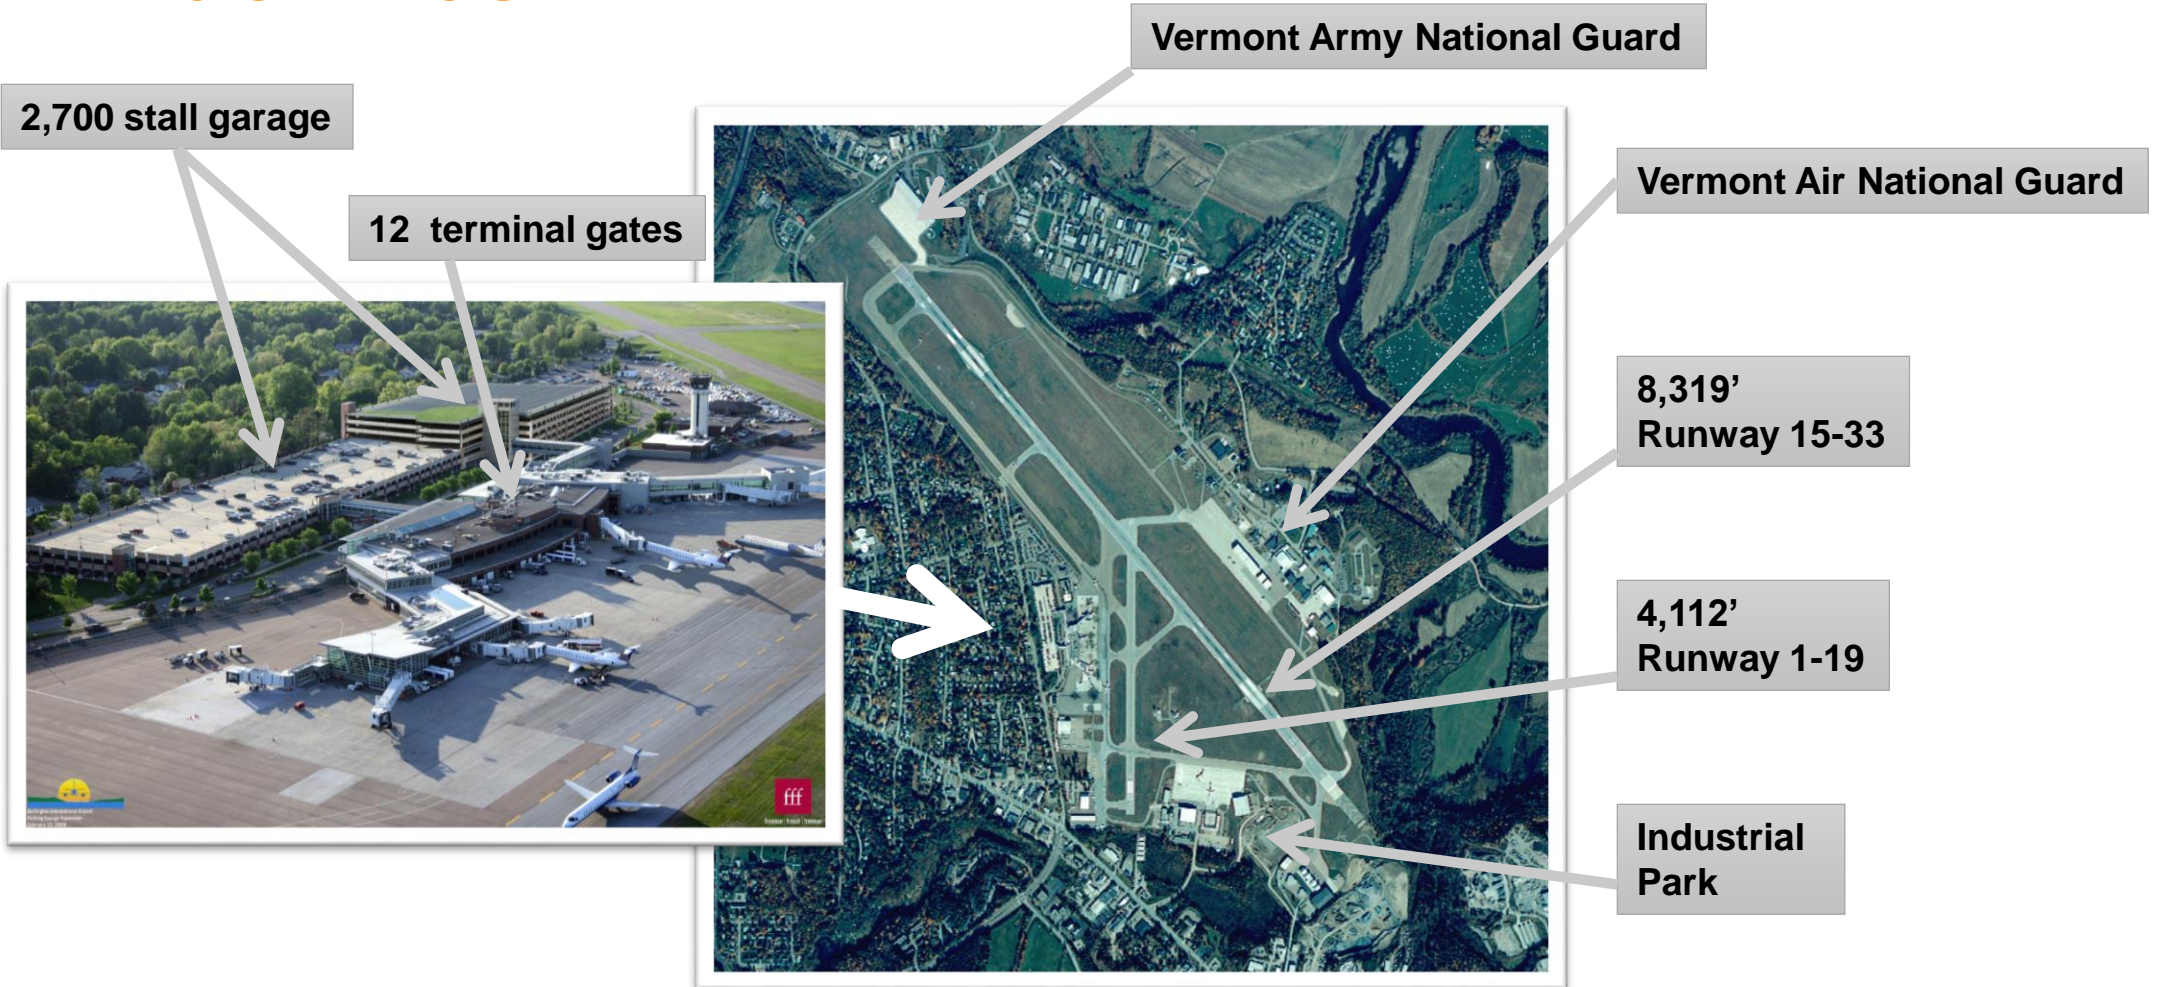 Vermont Army National Guard
2,700 stall garage
Vermont Air National Guard
12 terminal gates
8,319’
Runway 15-33
4,112’
Runway 1-19
Industrial
Park
fff